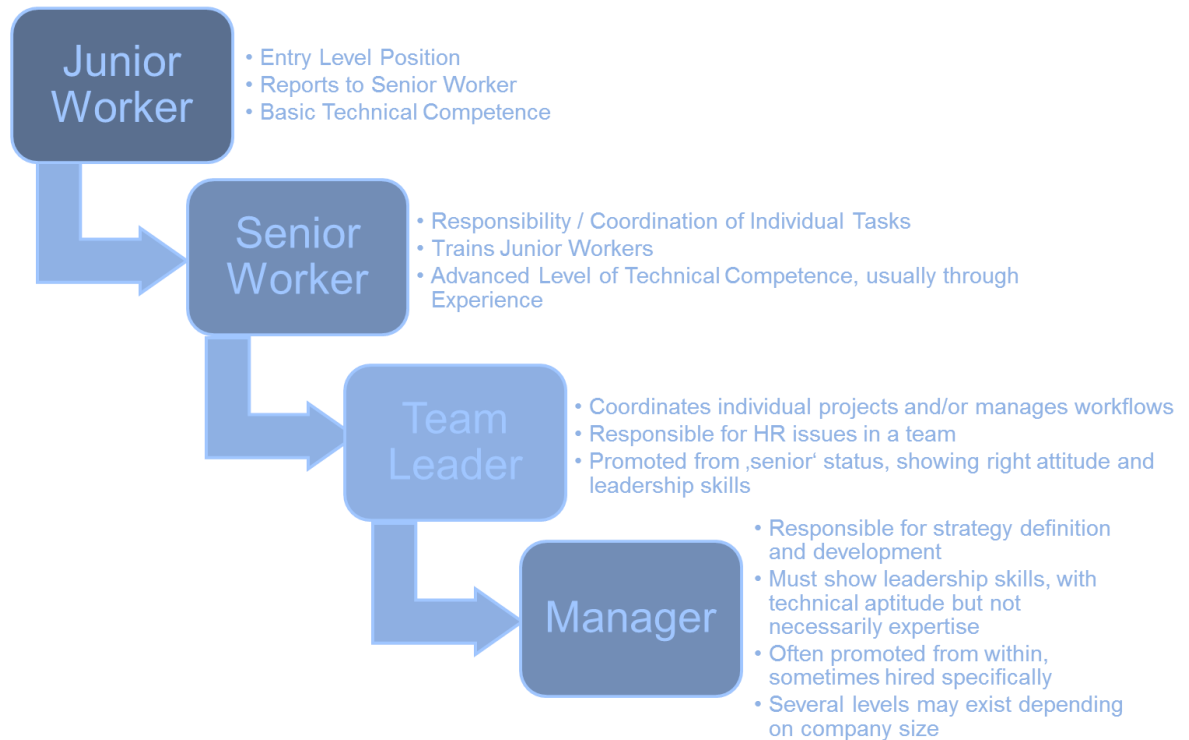 Junior
Worker
• Entry Level Position
• Reports to Senior Worker
• Basic Technical Competence
Senior
Worker
• Responsibility / Coordination of Individual Tasks
• Trains Junior Workers
• Advanced Level of Technical Competence, usually through
Experience
Team
Leader
• Coordinates individual projects and/or manages workflows
• Responsible for HR issues in a team
• Promoted from ‚senior‘ status, showing right attitude and
leadership skills
Manager
• Responsible for strategy definition
and development
• Must show leadership skills, with
technical aptitude but not
necessarily expertise
• Often promoted from within,
sometimes hired specifically
• Several levels may exist depending
on company size